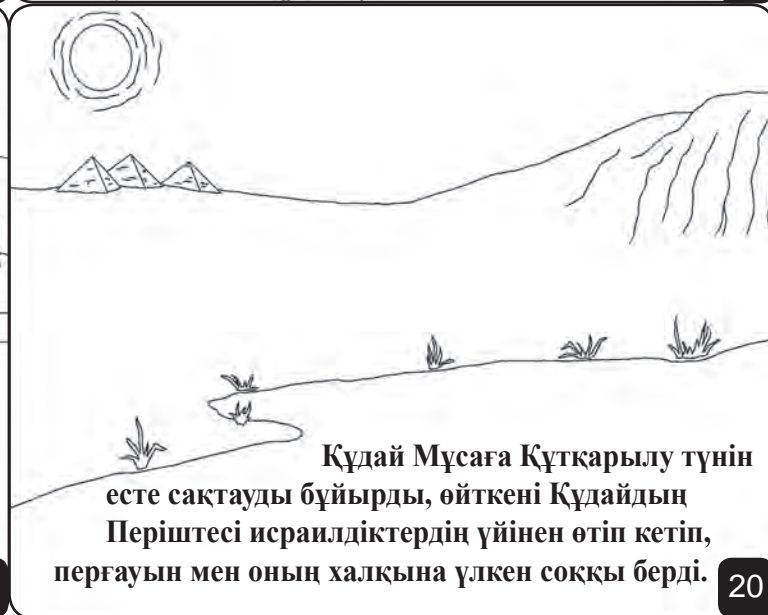 Құдай Мұсаға Құтқарылу түнін
есте сақтауды бұйырды, өйткені Құдайдың
Періштесі исраилдіктердің үйінен өтіп кетіп,
перғауын мен оның халқына үлкен соққы берді.
20